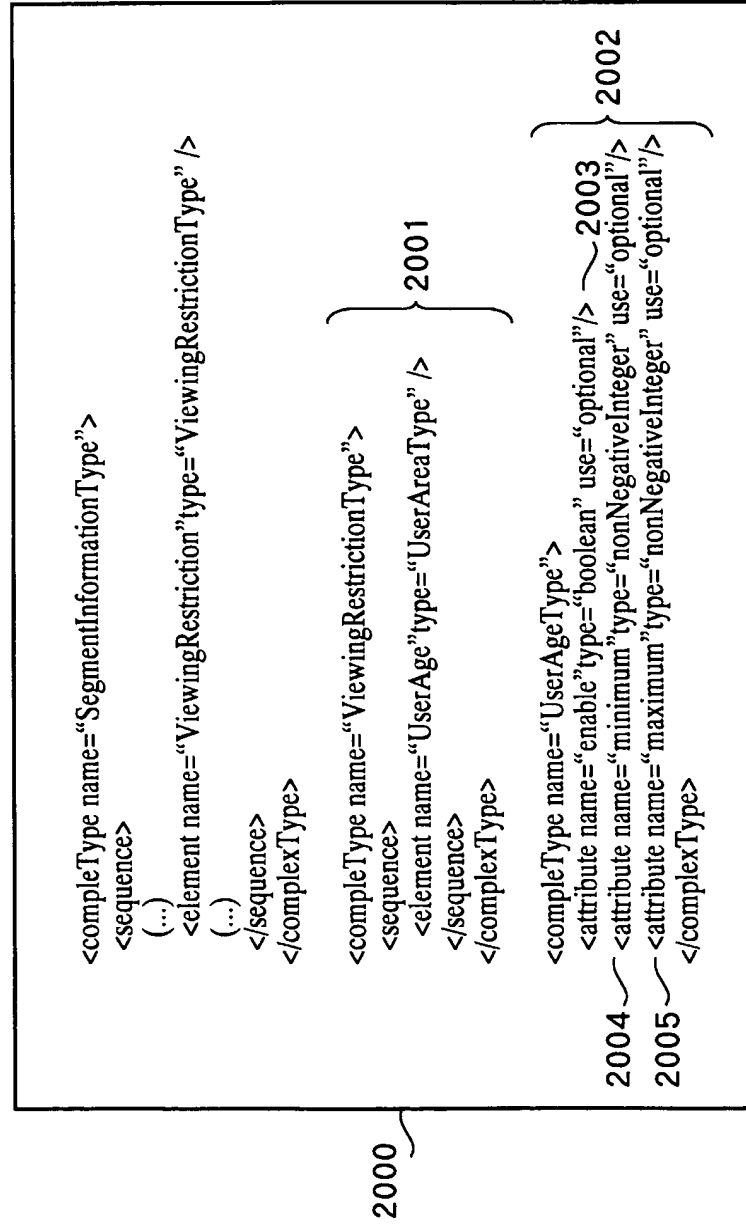 2000
<compleType name=“SegmentInformationType”>
<sequence>
(...)
<element name=“ViewingRestriction”type=“ViewingRestrictionType” />
(...)
</sequence>
</complexType>
<compleType name=“ViewingRestrictionType”>
<sequence>
<element name=“UserAge”type=“UserAreaType” />
</sequence>
</complexType>
2001
<compleType name=“UserAgeType”>
<attribute name=“enable”type=“boolean” use=“optional”/> 2003
2004 <attribute name=“minimum”type=“nonNegativeInteger” use=“optional”/>
2005 <attribute name=“maximum”type=“nonNegativeInteger” use=“optional”/>
</complexType>
2002